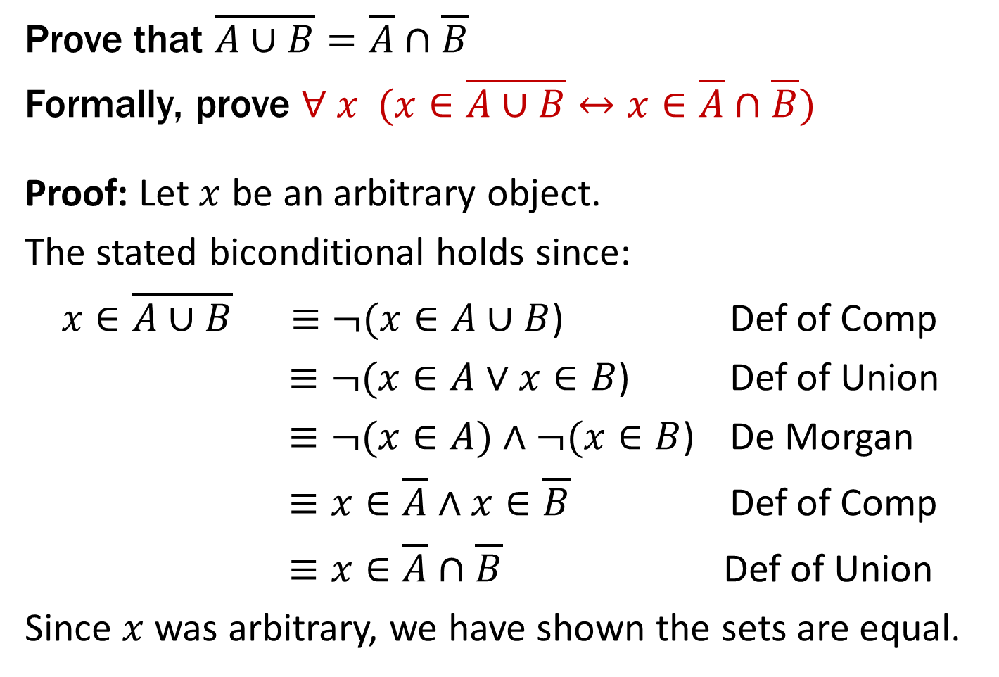 Prove that $\overline{A \cup B} = \overline{A} \cap \overline{B}$
Formally, prove $\forall x \; (x \in \overline{A \cup B} \leftrightarrow x \in \overline{A} \cap \overline{B})$
Proof: Let $x$ be an arbitrary object.
The stated biconditional holds since:
$x \in \overline{A \cup B}$ $\equiv \neg(x \in A \cup B)$ Def of Comp
$\equiv \neg(x \in A \vee x \in B)$ Def of Union
$\equiv \neg(x \in A) \wedge \neg(x \in B)$ De Morgan
$\equiv x \in \overline{A} \wedge x \in \overline{B}$ Def of Comp
$\equiv x \in \overline{A} \cap \overline{B}$ Def of Union
Since $x$ was arbitrary, we have shown the sets are equal.